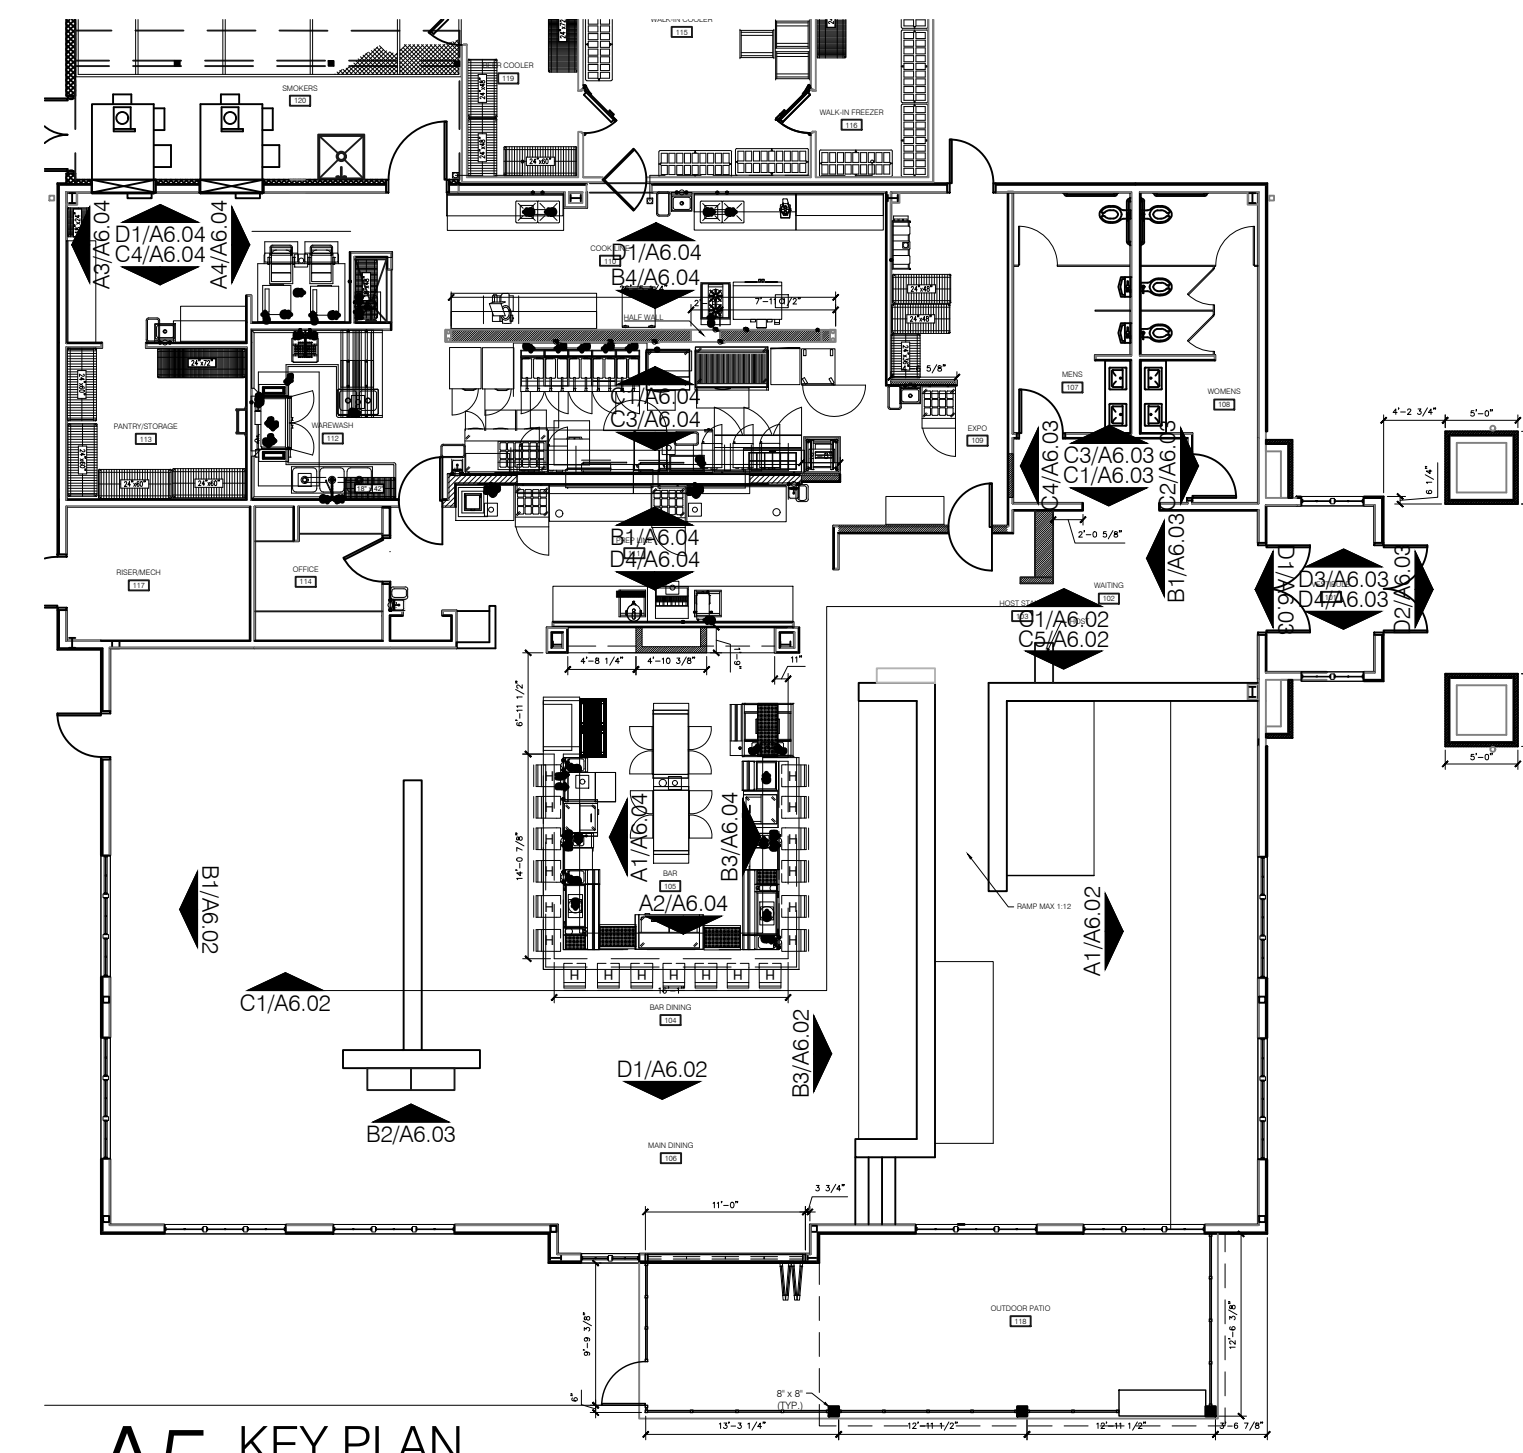 WALK-IN COOLER
115
COOLER
119
SMOKERS
120
WALK-IN FREEZER
116
24"x48"
24"x48"
24"x60"
A3/A6.04
D1/A6.04
C4/A6.04
A4/A6.04
D1/A6.04
B4/A6.04
7'-11 1/2"
HALF WALL
24"x48"
24"x48"
24"x72"
5/8"
C1/A6.04
C3/A6.04
MENS
107
WOMENS
108
4'-2 3/4"
5'-0"
PANTRY/STORAGE
113
WAREWASH
112
EXPO
109
C4/A6.03
C3/A6.03
C1/A6.03
C2/A6.03
24"x60"
24"x60"
6 1/4"
B1/A6.04
D4/A6.04
2'-0 5/8"
B1/A6.03
RISER/MECH
117
OFFICE
114
WAITING
102
D1/A6.03
D3/A6.03
D4/A6.03
D2/A6.03
C1/A6.02
C5/A6.02
4'-8 1/4"
4'-10 3/8"
11"
6'-11 1/2"
5'-0"
14'-0 7/8"
A1/A6.04
B3/A6.04
BAR
105
A2/A6.04
B1/A6.02
RAMP MAX 1:12
A1/A6.02
H H H H H H H
C1/A6.02
16'-1"
BAR DINING
104
B3/A6.02
D1/A6.02
B2/A6.03
MAIN DINING
106
3 3/4"
11'-0"
OUTDOOR PATIO
118
9'-9 3/8"
12'-6 3/8"
6"
8" x 8"
(TYP.)
13'-3 1/4"
12'-11 1/2"
12'-11 1/2"
3'-6 7/8"
A5 KEY PLAN